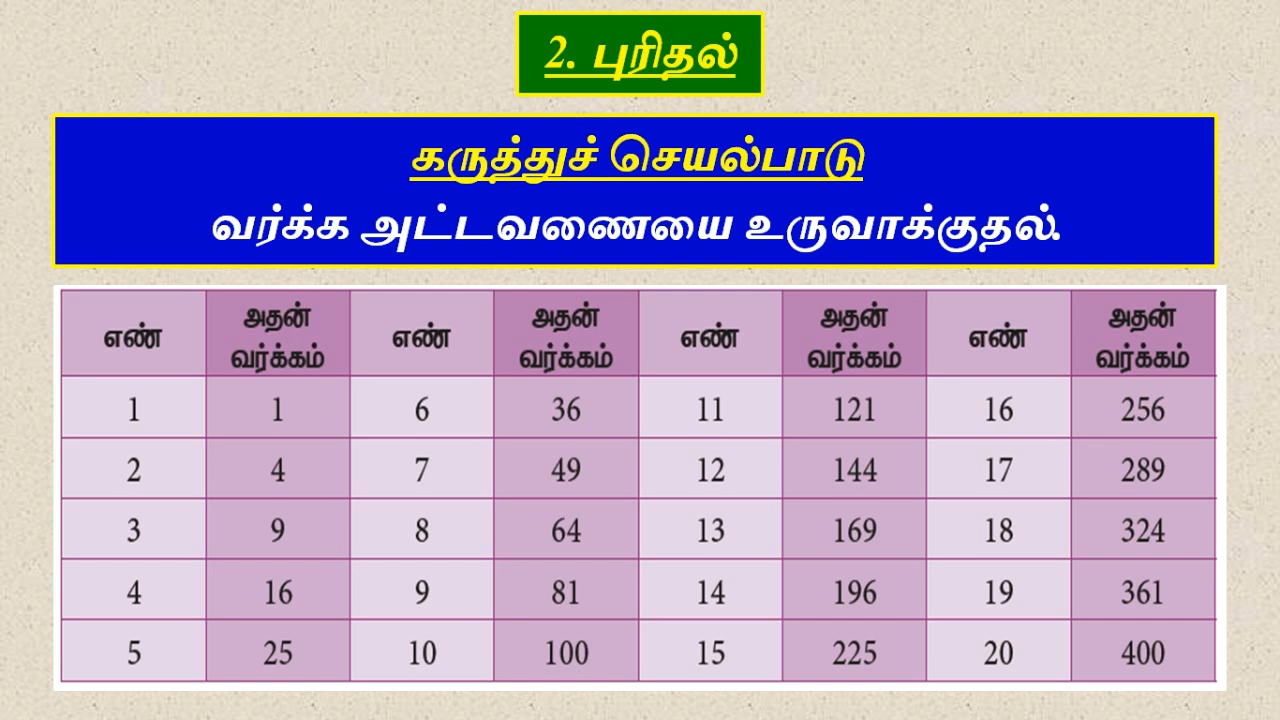 2. புரிதல்
கருத்துச் செயல்பாடு
வர்க்க அட்டவணையை உருவாக்குதல்.
எண் அதன் வர்க்கம் எண் அதன் வர்க்கம் எண் அதன் வர்க்கம் எண் அதன் வர்க்கம்
1 1 6 36 11 121 16 256
2 4 7 49 12 144 17 289
3 9 8 64 13 169 18 324
4 16 9 81 14 196 19 361
5 25 10 100 15 225 20 400